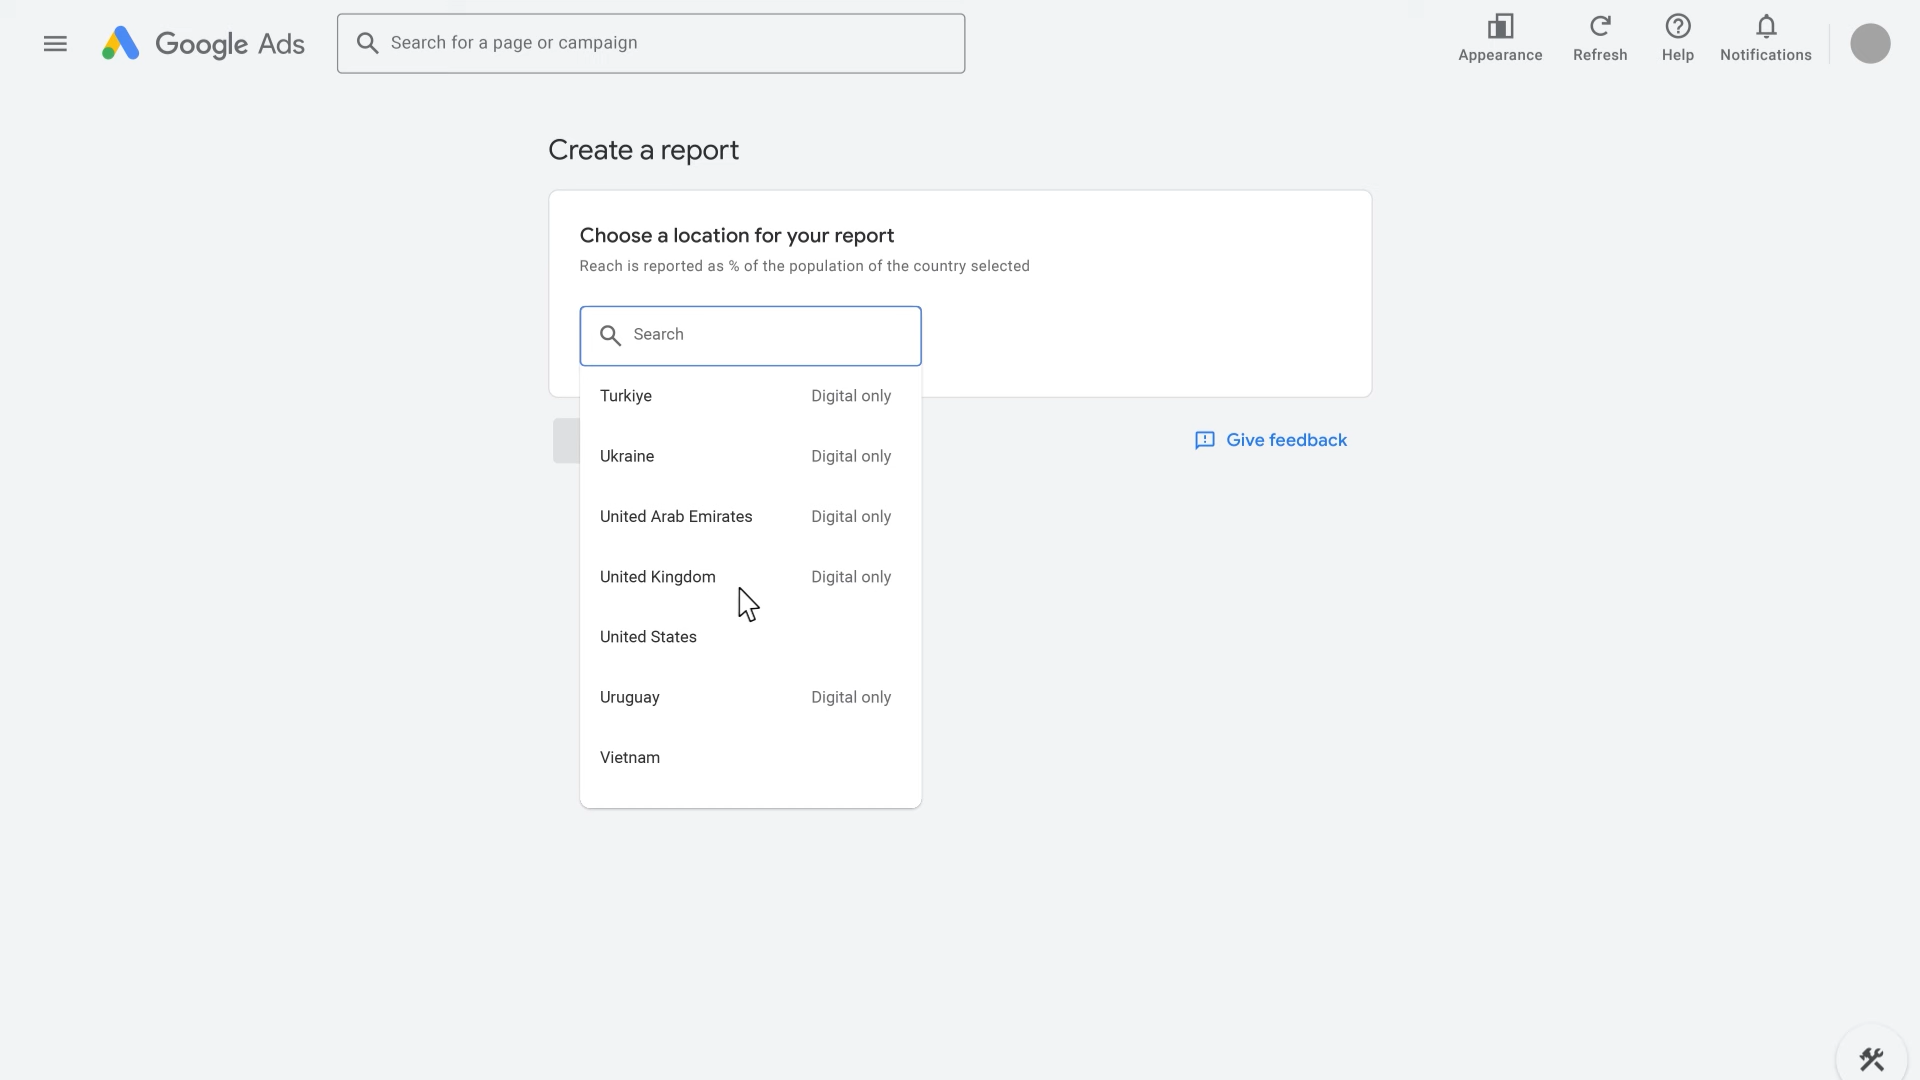 Google Ads
Search for a page or campaign
Appearance
Refresh
Help
Notifications
Create a report
Choose a location for your report
Reach is reported as % of the population of the country selected
Search
Turkiye Digital only
Ukraine Digital only
Give feedback
United Arab Emirates Digital only
United Kingdom Digital only
United States
Uruguay Digital only
Vietnam